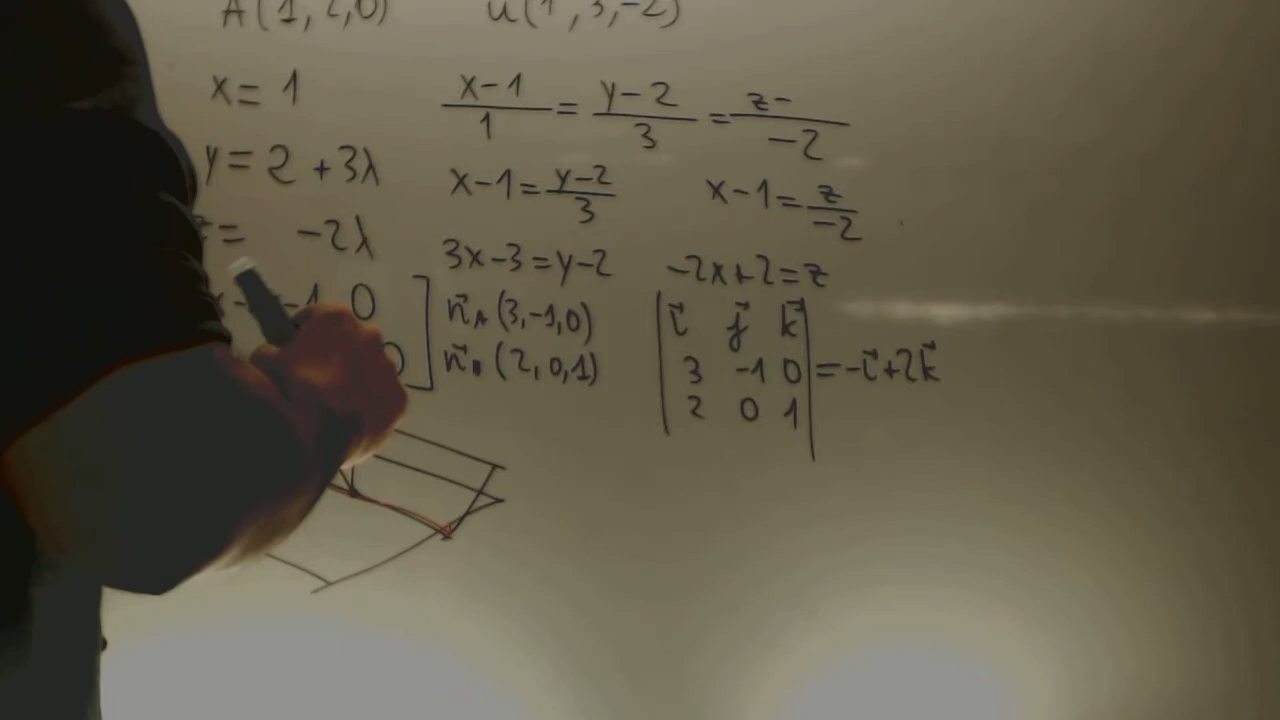 A(1,2,0) u(1,3,-2)
x= 1
x-1/1 = y-2/3 = z-/-2
y= 2 +3λ
x-1= y-2/3 x-1= z/-2
= -2λ
3x-3=y-2 -2x+2=z
-1 0
n⃗A (3,-1,0)
n⃗B (2,0,1)
| i⃗ j⃗ k⃗ |
| 3 -1 0 | =-i⃗+2k⃗
| 2 0 1 |